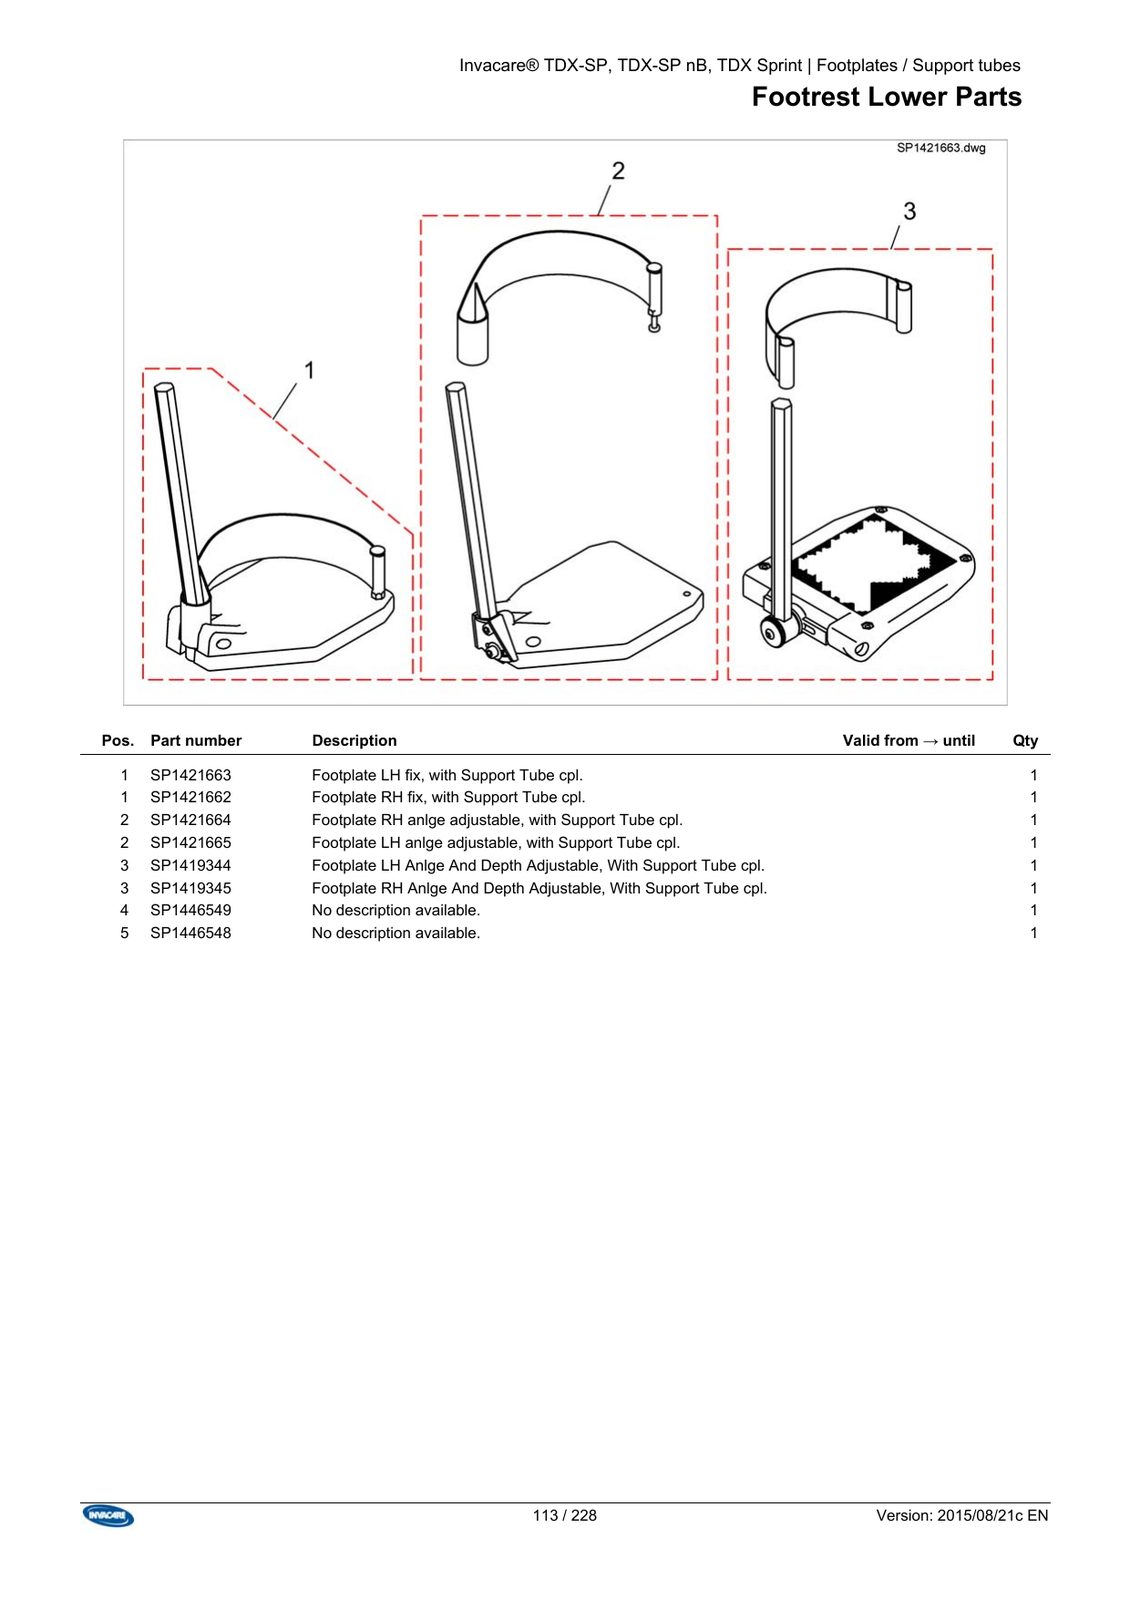 Invacare® TDX-SP, TDX-SP nB, TDX Sprint | Footplates / Support tubes
Footrest Lower Parts
SP1421663.dwg
2
3
1
Pos. Part number Description Valid from → until Qty
1 SP1421663 Footplate LH fix, with Support Tube cpl. 1
1 SP1421662 Footplate RH fix, with Support Tube cpl. 1
2 SP1421664 Footplate RH anlge adjustable, with Support Tube cpl. 1
2 SP1421665 Footplate LH anlge adjustable, with Support Tube cpl. 1
3 SP1419344 Footplate LH Anlge And Depth Adjustable, With Support Tube cpl. 1
3 SP1419345 Footplate RH Anlge And Depth Adjustable, With Support Tube cpl. 1
4 SP1446549 No description available. 1
5 SP1446548 No description available. 1
INVACARE 113 / 228 Version: 2015/08/21c EN